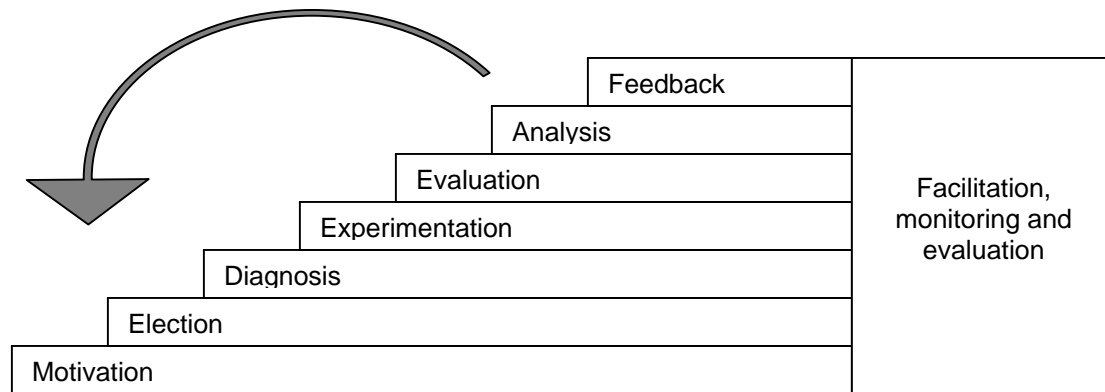 Feedback
Analysis
Evaluation
Experimentation
Diagnosis
Election
Motivation
Facilitation,
monitoring and
evaluation